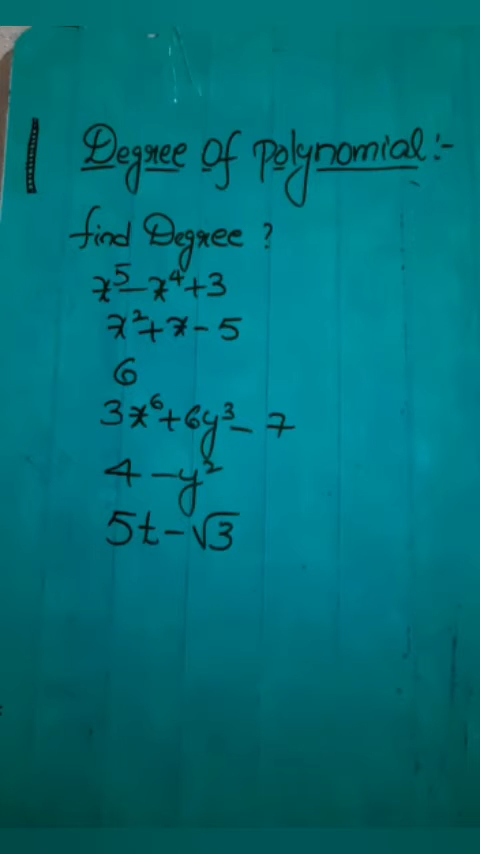 Degree of Polynomial:-
find Degree ?
x⁵-x⁴+3
x²+x-5
6
3x⁶+6y³-7
4-y²
5t-√3